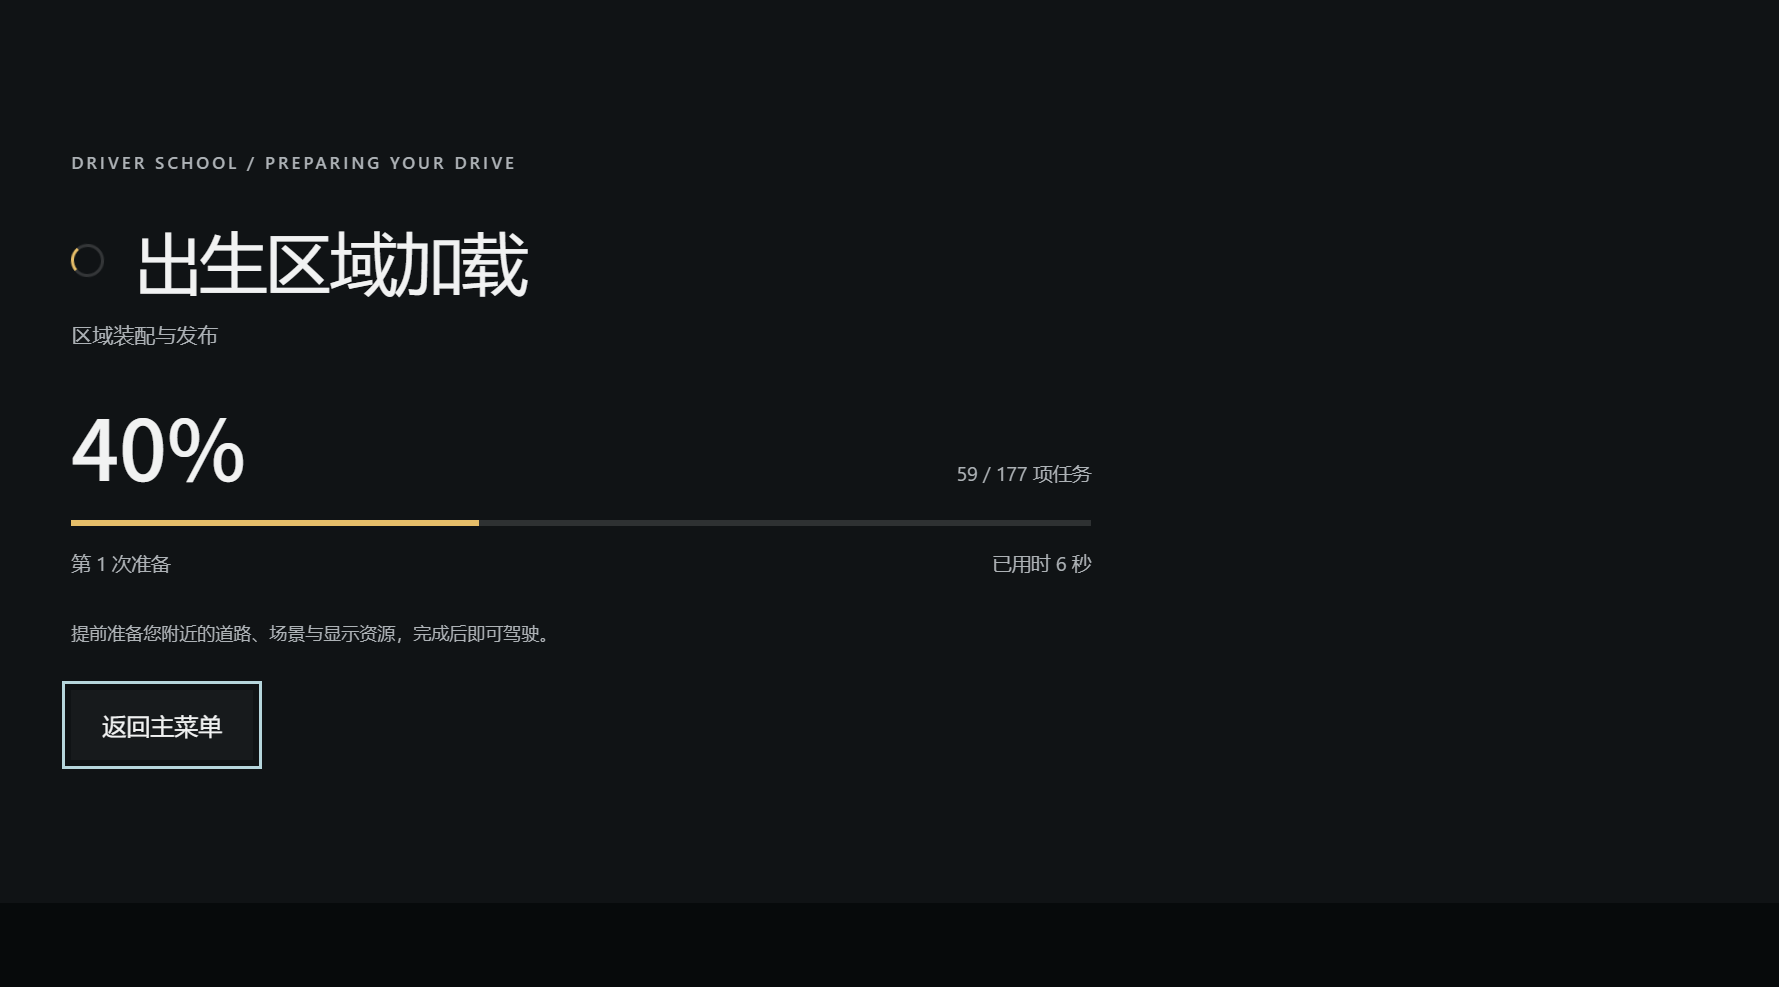 DRIVER SCHOOL / PREPARING YOUR DRIVE
出生区域加载
区域装配与发布
40%
59 / 177 项任务
第 1 次准备
已用时 6 秒
提前准备您附近的道路、场景与显示资源，完成后即可驾驶。
返回主菜单